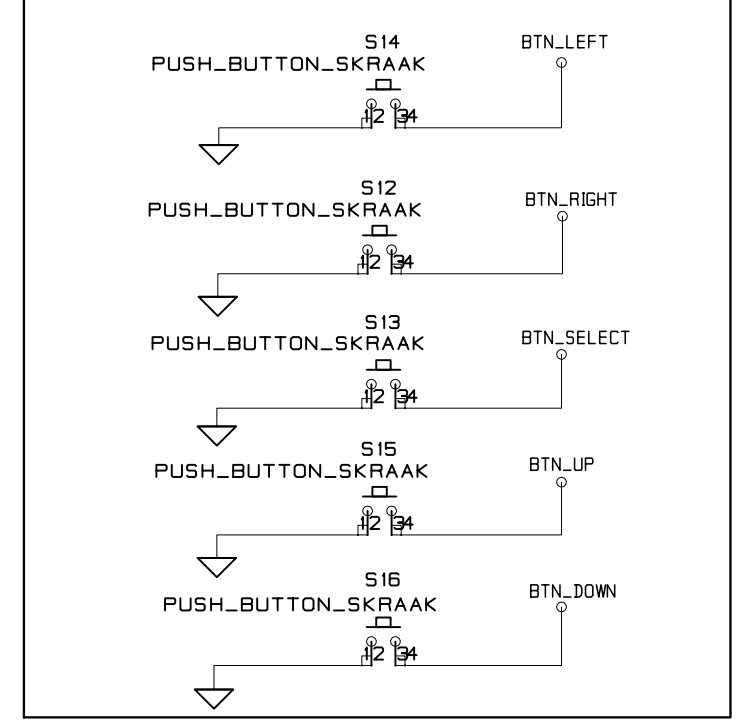 S14
BTN_LEFT
PUSH_BUTTON_SKRAAK
12 34
S12
BTN_RIGHT
PUSH_BUTTON_SKRAAK
12 34
S13
BTN_SELECT
PUSH_BUTTON_SKRAAK
12 34
S15
BTN_UP
PUSH_BUTTON_SKRAAK
12 34
S16
BTN_DOWN
PUSH_BUTTON_SKRAAK
12 34